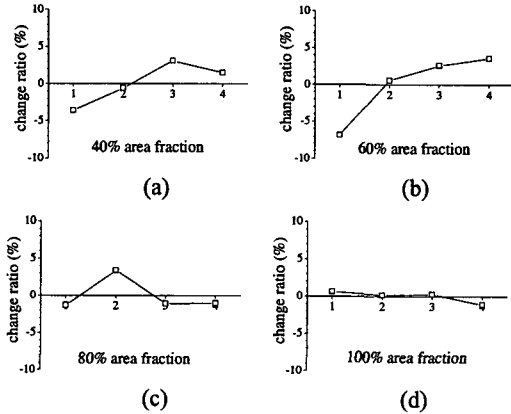 10
5
0
-5
-10
change ratio (%)
1 2 3 4
40% area fraction
(a)
10
5
0
-5
-10
change ratio (%)
1 2 3 4
60% area fraction
(b)
10
5
0
-5
-10
change ratio (%)
2 4
80% area fraction
(c)
10
5
0
-5
-10
change ratio (%)
1 2 3 4
100% area fraction
(d)